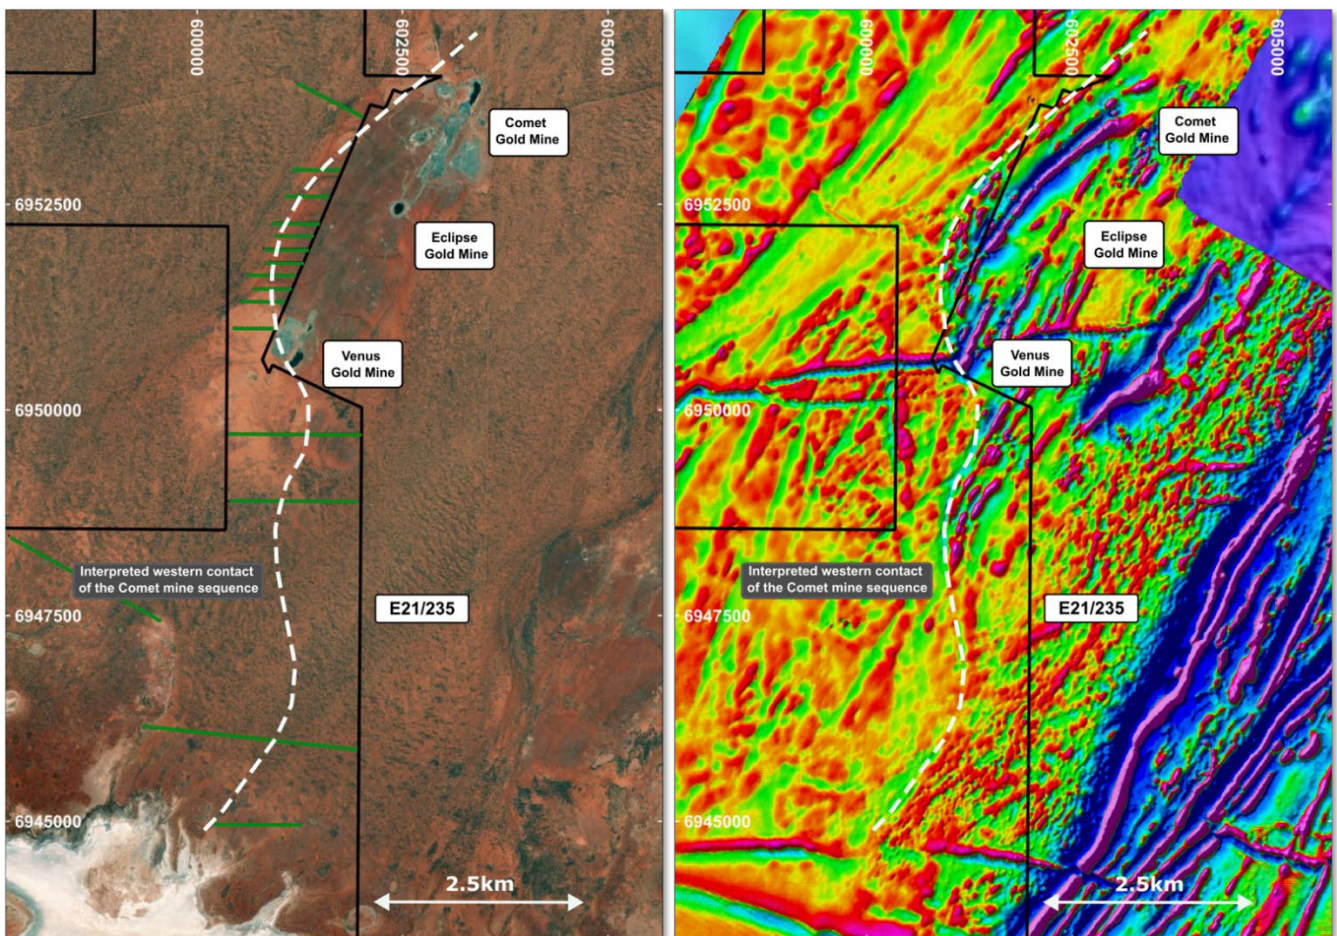 600000
602500
605000
Comet
Gold Mine
6952500
Eclipse
Gold Mine
Venus
Gold Mine
6950000
Interpreted western contact
of the Comet mine sequence
E21/235
6947500
6945000
2.5km
600000
602500
605000
Comet
Gold Mine
6952500
Eclipse
Gold Mine
Venus
Gold Mine
6950000
Interpreted western contact
of the Comet mine sequence
E21/235
6947500
6945000
2.5km